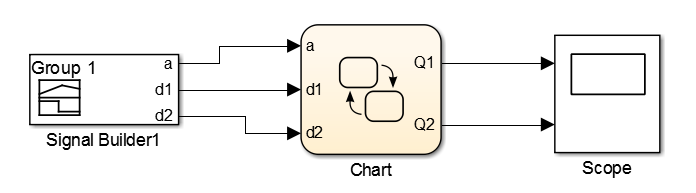 Group 1
a
d1
d2
Signal Builder1
a
d1
d2
Q1
Q2
Chart
Scope